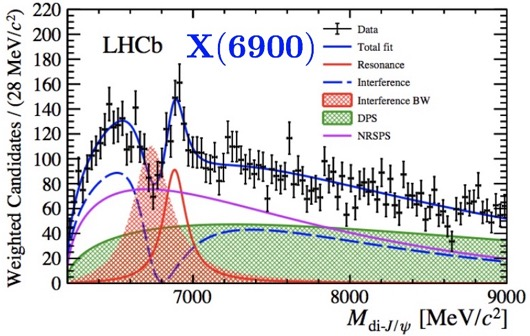 Weighted Candidates / (28 MeV/c²)
220
200
180
160
140
120
100
80
60
40
20
0
LHCb
X(6900)
Data
Total fit
Resonance
Interference
Interference BW
DPS
NRSPS
7000
8000
9000
M_di-J/ψ [MeV/c²]